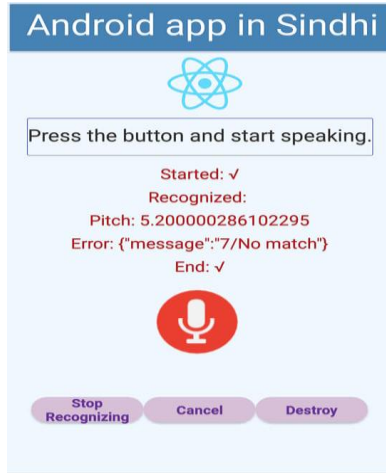 Android app in Sindhi
Press the button and start speaking.
Started: √
Recognized:
Pitch: 5.200000286102295
Error: {"message":"7/No match"}
End: √
Stop
Recognizing
Cancel
Destroy